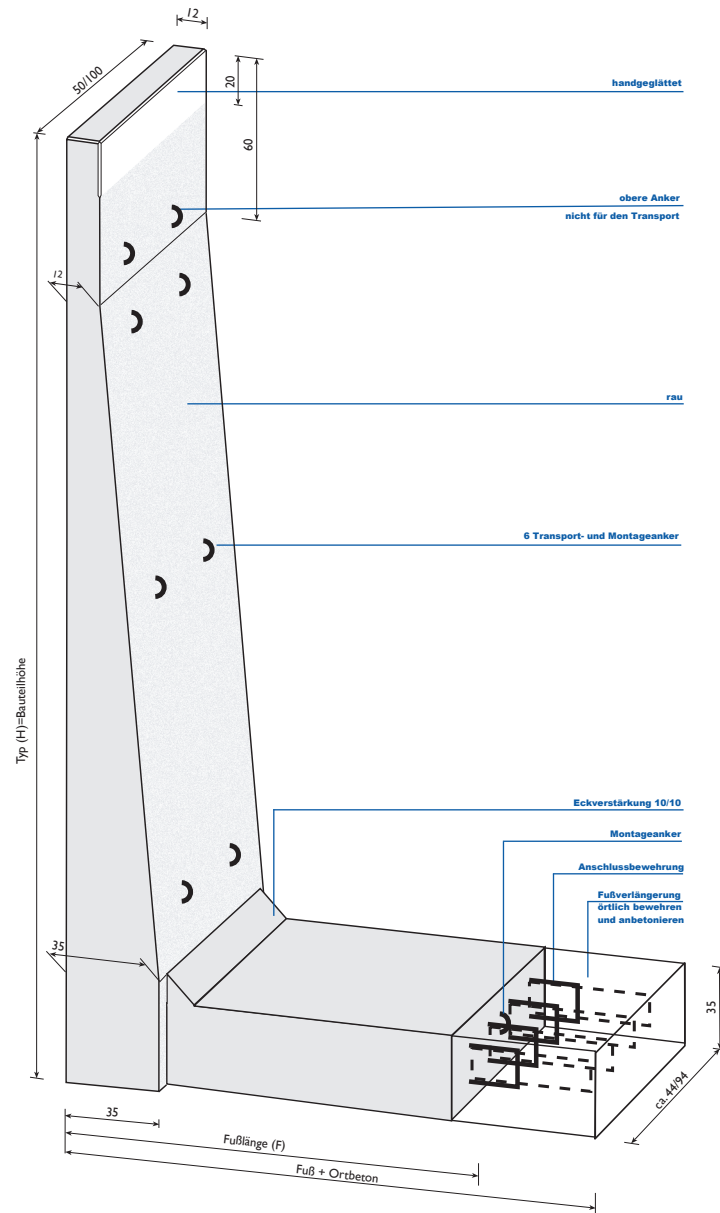 12
50/100
20
60
handgeglättet
obere Anker
nicht für den Transport
12
rau
6 Transport- und Montageanker
Typ (H)=Bauteilhöhe
Eckverstärkung 10/10
Montageanker
Anschlussbewehrung
Fußverlängerung
örtlich bewehren
und anbetonieren
35
35
ca. 44/94
35
Fußlänge (F)
Fuß + Ortbeton